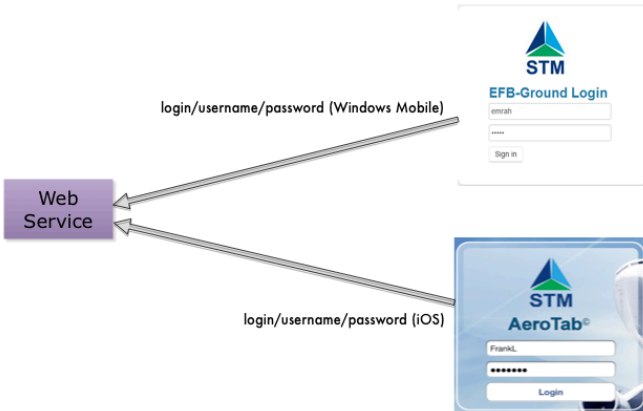 STM
EFB-Ground Login
emrah
•••••
Sign in
login/username/password (Windows Mobile)
Web
Service
login/username/password (iOS)
STM
AeroTab©
FrankL
•••••••
Login